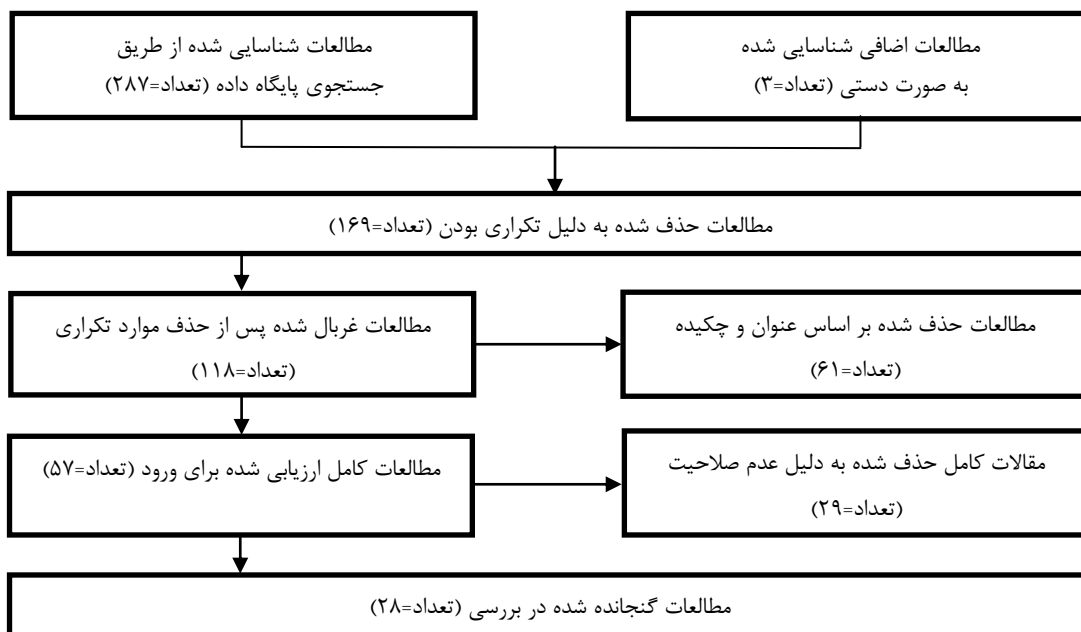 مطالعات اضافی شناسایی شده
به صورت دستی (تعداد=۳)
مطالعات شناسایی شده از طریق
جستجوی پایگاه داده (تعداد=۲۸۷)
مطالعات حذف شده به دلیل تکراری بودن (تعداد=۱۶۹)
مطالعات غربال شده پس از حذف موارد تکراری
(تعداد=۱۱۸)
مطالعات حذف شده بر اساس عنوان و چکیده
(تعداد=۶۱)
مطالعات کامل ارزیابی شده برای ورود (تعداد=۵۷)
مقالات کامل حذف شده به دلیل عدم صلاحیت
(تعداد=۲۹)
مطالعات گنجانده شده در بررسی (تعداد=۲۸)